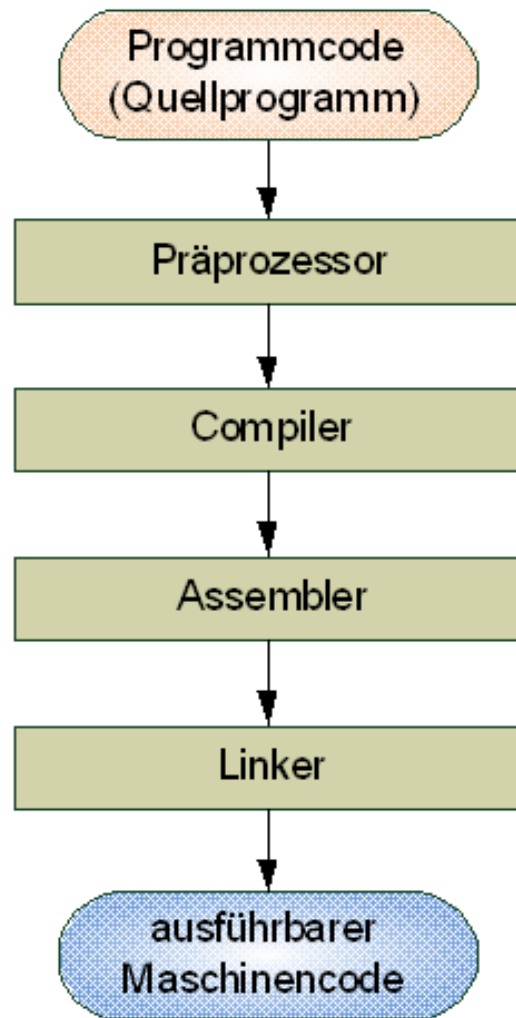 Programmcode
(Quellprogramm)
Präprozessor
Compiler
Assembler
Linker
ausführbarer
Maschinencode